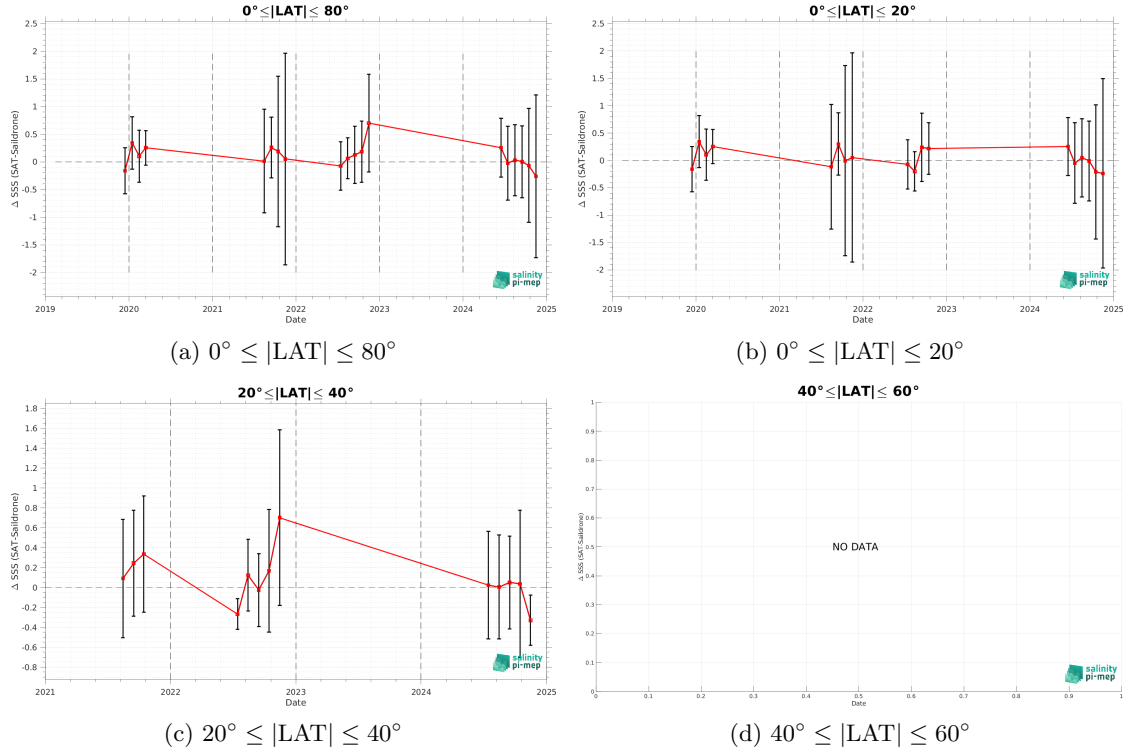 0°≤|LAT|≤ 80°
Δ SSS (SAT-Saildrone)
2.5
2
1.5
1
0.5
0
-0.5
-1
-1.5
-2
2019 2020 2021 2022 2023 2024 2025
Date
salinity
pi-mep
(a) 0° ≤ |LAT| ≤ 80°
0°≤|LAT|≤ 20°
Δ SSS (SAT-Saildrone)
2.5
2
1.5
1
0.5
0
-0.5
-1
-1.5
-2
2019 2020 2021 2022 2023 2024 2025
Date
salinity
pi-mep
(b) 0° ≤ |LAT| ≤ 20°
20°≤|LAT|≤ 40°
Δ SSS (SAT-Saildrone)
1.8
1.6
1.4
1.2
1
0.8
0.6
0.4
0.2
0
-0.2
-0.4
-0.6
-0.8
2021 2022 2023 2024 2025
Date
salinity
pi-mep
(c) 20° ≤ |LAT| ≤ 40°
40°≤|LAT|≤ 60°
Δ SSS (SAT-Saildrone)
1
0.9
0.8
0.7
0.6
0.5
0.4
0.3
0.2
0.1
0
NO DATA
0 0.1 0.2 0.3 0.4 0.5 0.6 0.7 0.8 0.9 1
Date
salinity
pi-mep
(d) 40° ≤ |LAT| ≤ 60°